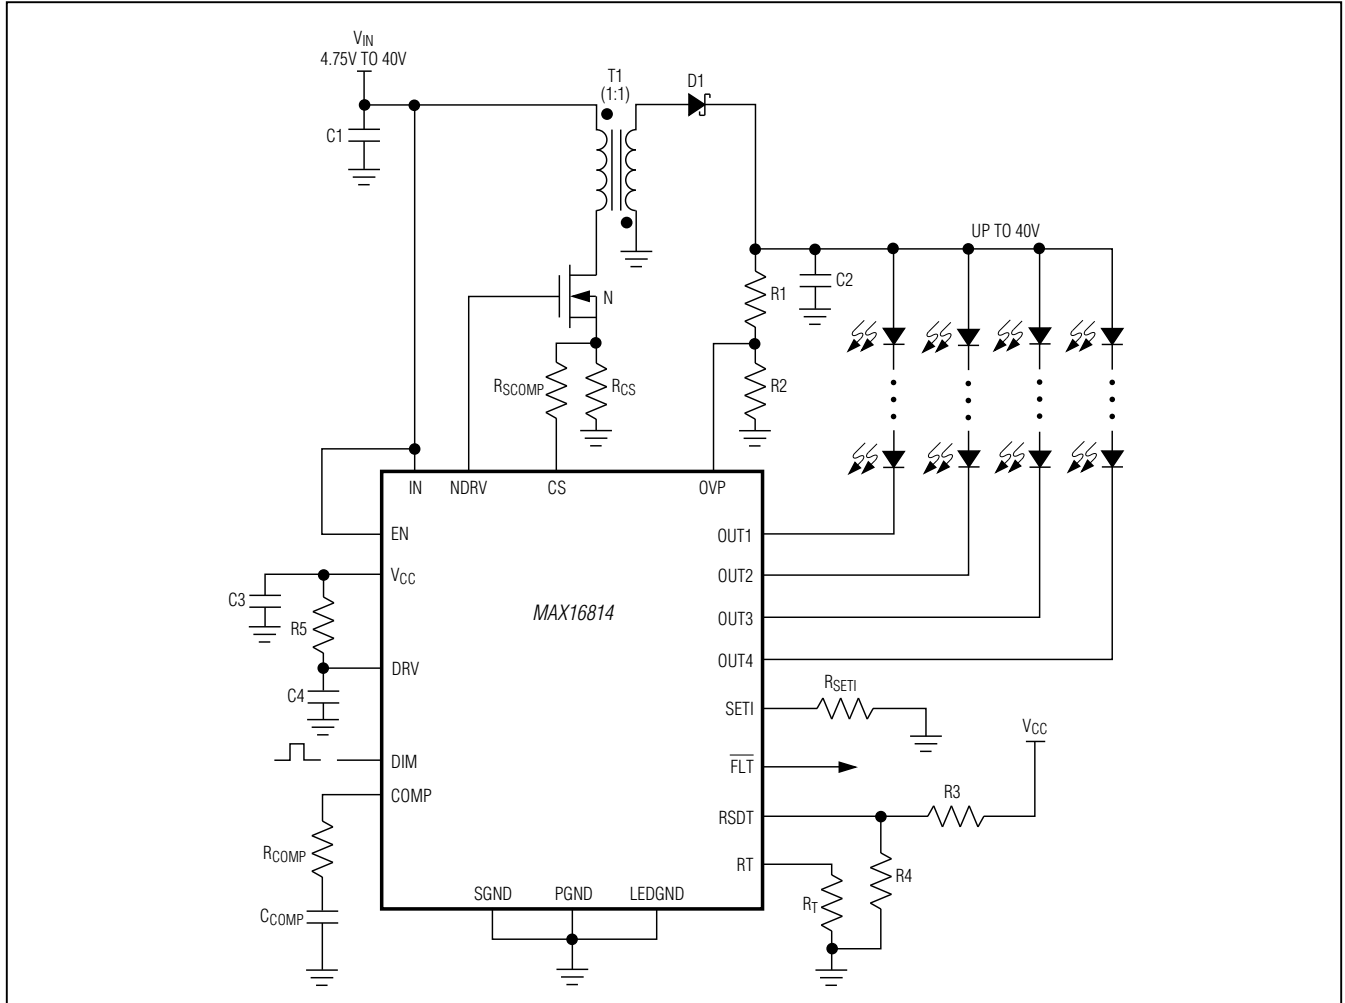 VIN
4.75V TO 40V
C1
T1
(1:1)
D1
UP TO 40V
C2
R1
N
RSCOMP
RCS
R2
IN
NDRV
CS
OVP
EN
OUT1
VCC
OUT2
C3
R5
MAX16814
OUT3
DRV
OUT4
C4
RSETI
SETI
VCC
DIM
FLT
COMP
R3
RSDT
RCOMP
RT
R4
SGND
PGND
LEDGND
RT
CCOMP